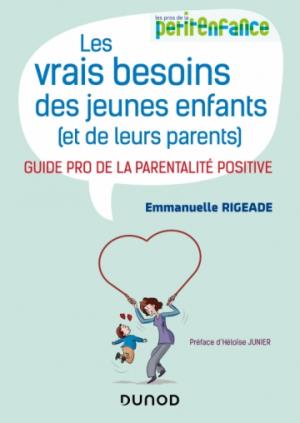 les pros de la
petitenfance
Les
vrais besoins
des jeunes enfants
(et de leurs parents)
GUIDE PRO DE LA PARENTALITÉ POSITIVE
Emmanuelle RIGEADE
Préface d'Héloïse JUNIER
DUNOD